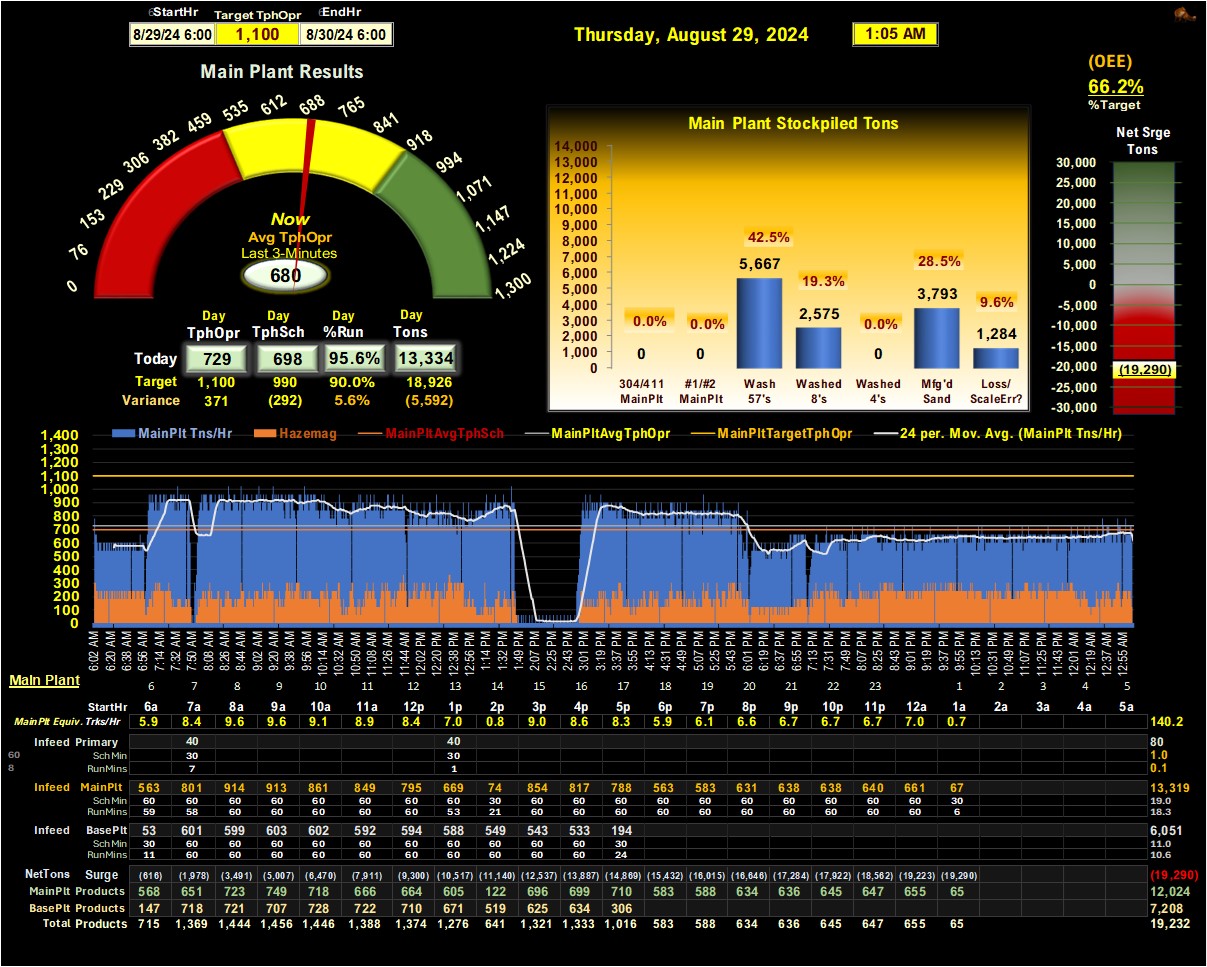 StartHr Target TphOpr EndHr
8/29/24 6:00 1,100 8/30/24 6:00
Thursday, August 29, 2024 1:05 AM
(OEE)
66.2%
%Target
Main Plant Results
0 76 153 229 306 382 459 535 612 688 765 841 918 994 1,071 1,147 1,224 1,300
Now
Avg TphOpr
Last 3-Minutes
680
Day Day Day Day
TphOpr TphSch %Run Tons
Today 729 698 95.6% 13,334
Target 1,100 990 90.0% 18,926
Variance 371 (292) 5.6% (5,592)
Main Plant Stockpiled Tons
14,000
13,000
12,000
11,000
10,000
9,000
8,000
7,000
6,000
5,000
4,000
3,000
2,000
1,000
0
0.0% 0.0% 42.5% 19.3% 0.0% 28.5% 9.6%
0 0 5,667 2,575 0 3,793 1,284
304/411 #1/#2 Wash Washed Washed Mfg'd Loss/
MainPlt MainPlt 57's 8's 4's Sand ScaleErr?
Net Srge
Tons
30,000
25,000
20,000
15,000
10,000
5,000
0
-5,000
-10,000
-15,000
-20,000
-25,000
-30,000
(19,290)
MainPlt Tns/Hr Hazemag MainPltAvgTphSch MainPltAvgTphOpr MainPltTargetTphOpr 24 per. Mov. Avg. (MainPlt Tns/Hr)
1,400
1,300
1,200
1,100
1,000
900
800
700
600
500
400
300
200
100
0
6:02 AM 6:20 AM 6:38 AM 6:56 AM 7:14 AM 7:32 AM 7:50 AM 8:08 AM 8:26 AM 8:44 AM 9:02 AM 9:20 AM 9:38 AM 9:56 AM 10:14 AM 10:32 AM 10:50 AM 11:08 AM 11:26 AM 11:44 AM 12:02 PM 12:20 PM 12:38 PM 12:56 PM 1:14 PM 1:32 PM 1:49 PM 2:07 PM 2:25 PM 2:43 PM 3:01 PM 3:19 PM 3:37 PM 3:55 PM 4:13 PM 4:31 PM 4:49 PM 5:07 PM 5:25 PM 5:43 PM 6:01 PM 6:19 PM 6:37 PM 6:55 PM 7:13 PM 7:31 PM 7:49 PM 8:07 PM 8:25 PM 8:43 PM 9:01 PM 9:19 PM 9:37 PM 9:55 PM 10:13 PM 10:31 PM 10:49 PM 11:07 PM 11:25 PM 11:43 PM 12:01 AM 12:19 AM 12:37 AM 12:55 AM
Main Plant 6 7 8 9 10 11 12 13 14 15 16 17 18 19 20 21 22 23 1 2 3 4 5
StartHr 6a 7a 8a 9a 10a 11a 12p 1p 2p 3p 4p 5p 6p 7p 8p 9p 10p 11p 12a 1a 2a 3a 4a 5a
MainPlt Equiv. Trks/Hr 5.9 8.4 9.6 9.6 9.1 8.9 8.4 7.0 0.8 9.0 8.6 8.3 5.9 6.1 6.6 6.7 6.7 6.7 7.0 0.7 140.2
Infeed Primary 40 40 80
60 Sch Min 30 30 1.0
8 RunMins 7 1 0.1
Infeed MainPlt 563 801 914 913 861 849 795 669 74 854 817 788 563 583 631 638 638 640 661 67 13,319
Sch Min 60 60 60 60 60 60 60 60 30 60 60 60 60 60 60 60 60 60 60 30 19.0
RunMins 59 58 60 60 60 60 60 53 21 60 60 60 60 60 60 60 60 60 60 6 18.3
Infeed BasePlt 53 601 599 603 602 592 594 588 549 543 533 194 6,051
Sch Min 30 60 60 60 60 60 60 60 60 60 60 30 11.0
RunMins 11 60 60 60 60 60 60 60 60 60 60 24 10.6
NetTons Surge (616) (1,978) (3,491) (5,007) (6,470) (7,911) (9,300) (10,517) (11,140) (12,537) (13,887) (14,869) (15,432) (16,015) (16,646) (17,284) (17,922) (18,562) (19,223) (19,290) (19,290)
MainPlt Products 568 651 723 749 718 666 664 605 122 696 699 710 583 588 634 636 645 647 655 65 12,024
BasePlt Products 147 718 721 707 728 722 710 671 519 625 634 306 7,208
Total Products 715 1,369 1,444 1,456 1,446 1,388 1,374 1,276 641 1,321 1,333 1,016 583 588 634 636 645 647 655 65 19,232